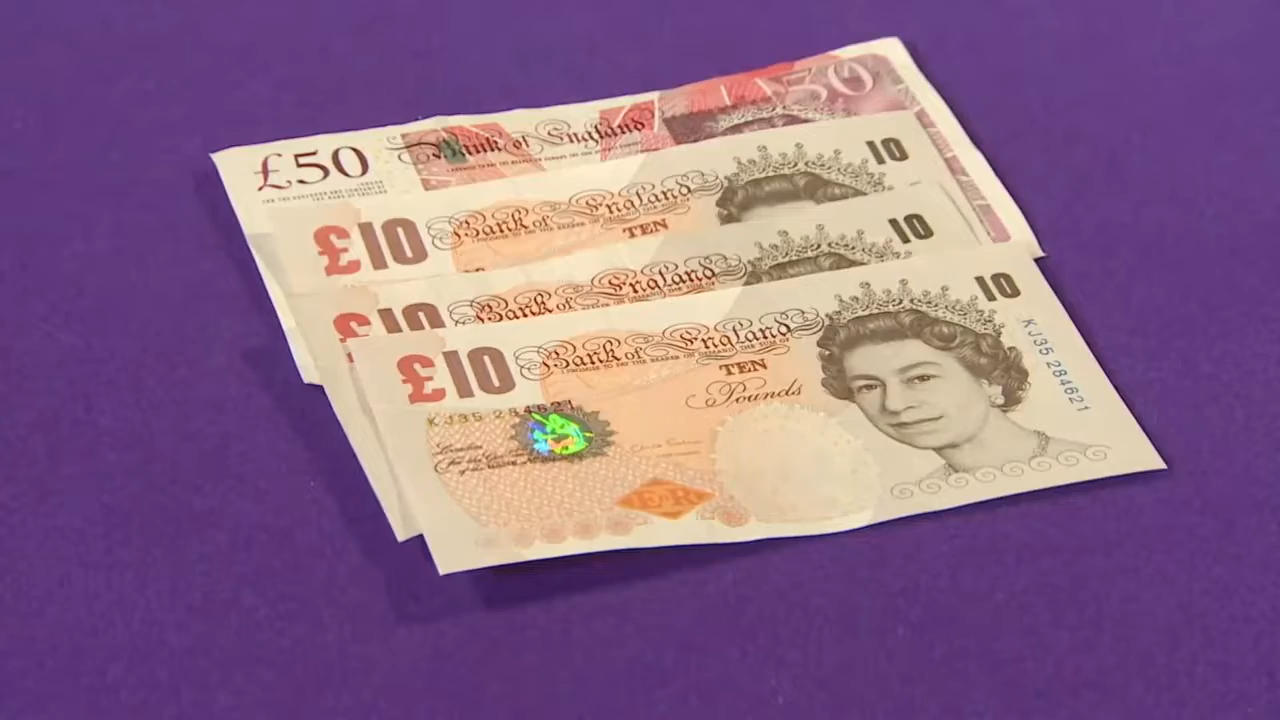 £50
Bank of England
50
£10
Bank of England
TEN
10
£10
Bank of England
10
£10
Bank of England
I PROMISE TO PAY THE BEARER ON DEMAND THE SUM OF
TEN
Pounds
10
KJ35 284621
KJ35 284621